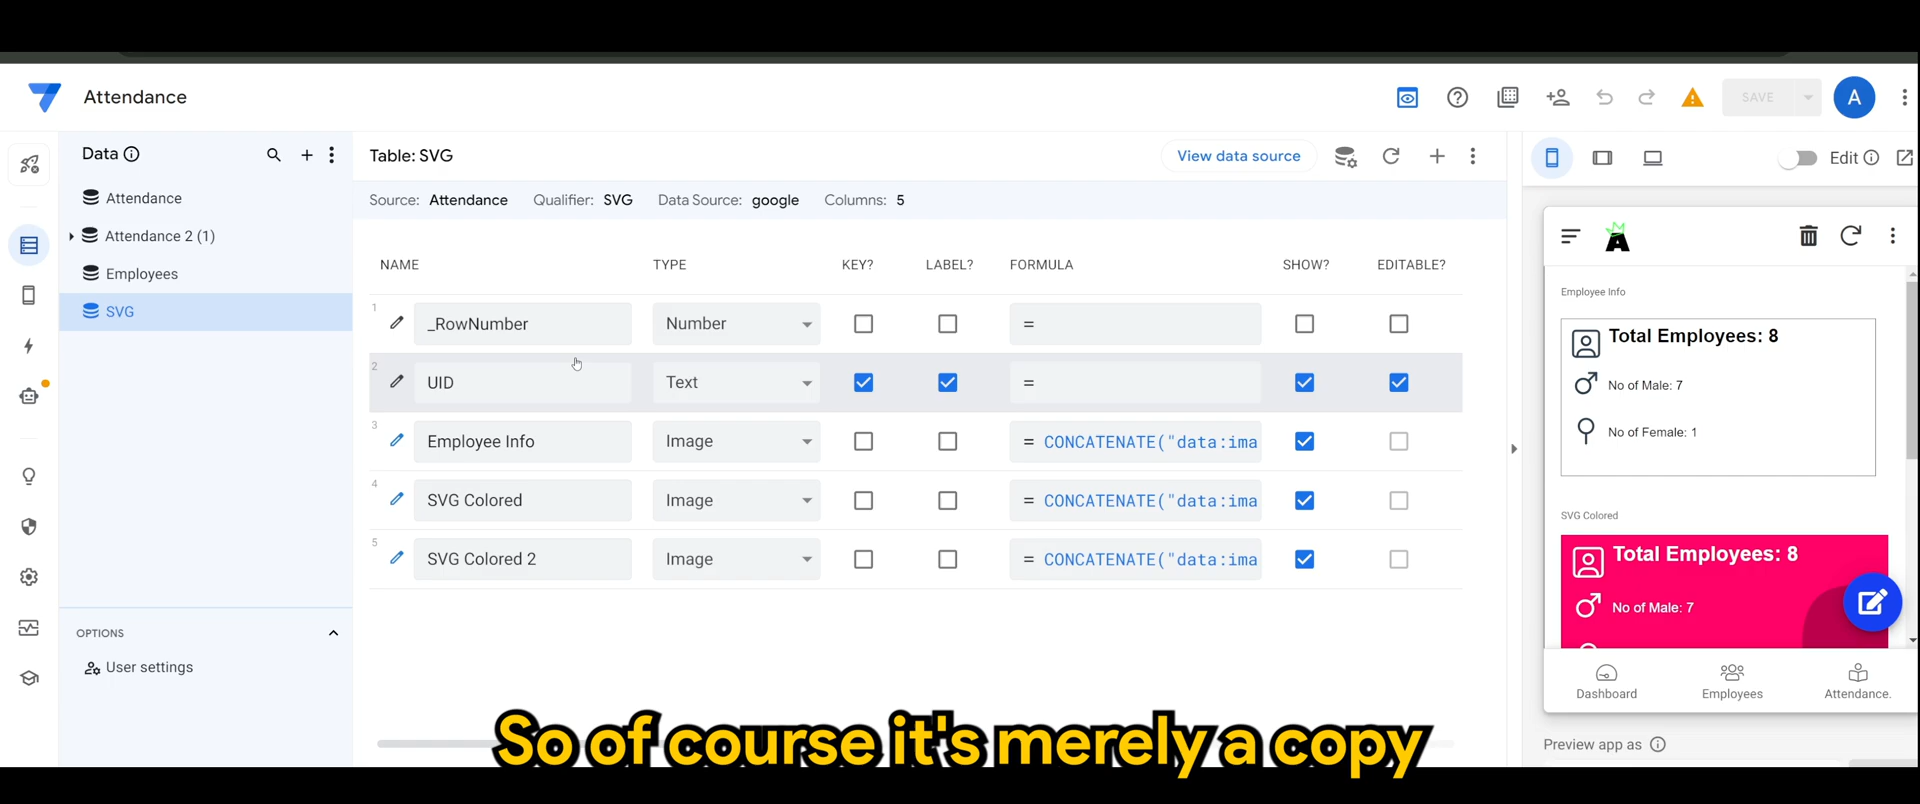 Attendance
SAVE
A
Data
Attendance
Attendance 2 (1)
Employees
SVG
OPTIONS
User settings
Table: SVG
View data source
Source: Attendance Qualifier: SVG Data Source: google Columns: 5
NAME TYPE KEY? LABEL? FORMULA SHOW? EDITABLE?
1 _RowNumber Number =
2 UID Text =
3 Employee Info Image = CONCATENATE("data:ima
4 SVG Colored Image = CONCATENATE("data:ima
5 SVG Colored 2 Image = CONCATENATE("data:ima
Edit
A
Employee Info
Total Employees: 8
No of Male: 7
No of Female: 1
SVG Colored
Total Employees: 8
No of Male: 7
Dashboard Employees Attendance.
Preview app as
So of course it's merely a copy